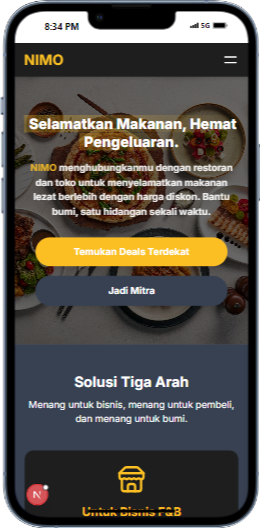 8:34 PM
5G
NIMO
Selamatkan Makanan, Hemat
Pengeluaran.
NIMO menghubungkanmu dengan restoran
dan toko untuk menyelamatkan makanan
lezat berlebih dengan harga diskon. Bantu
bumi, satu hidangan sekali waktu.
Temukan Deals Terdekat
Jadi Mitra
Solusi Tiga Arah
Menang untuk bisnis, menang untuk pembeli,
dan menang untuk bumi.
N
Untuk Bisnis F&B